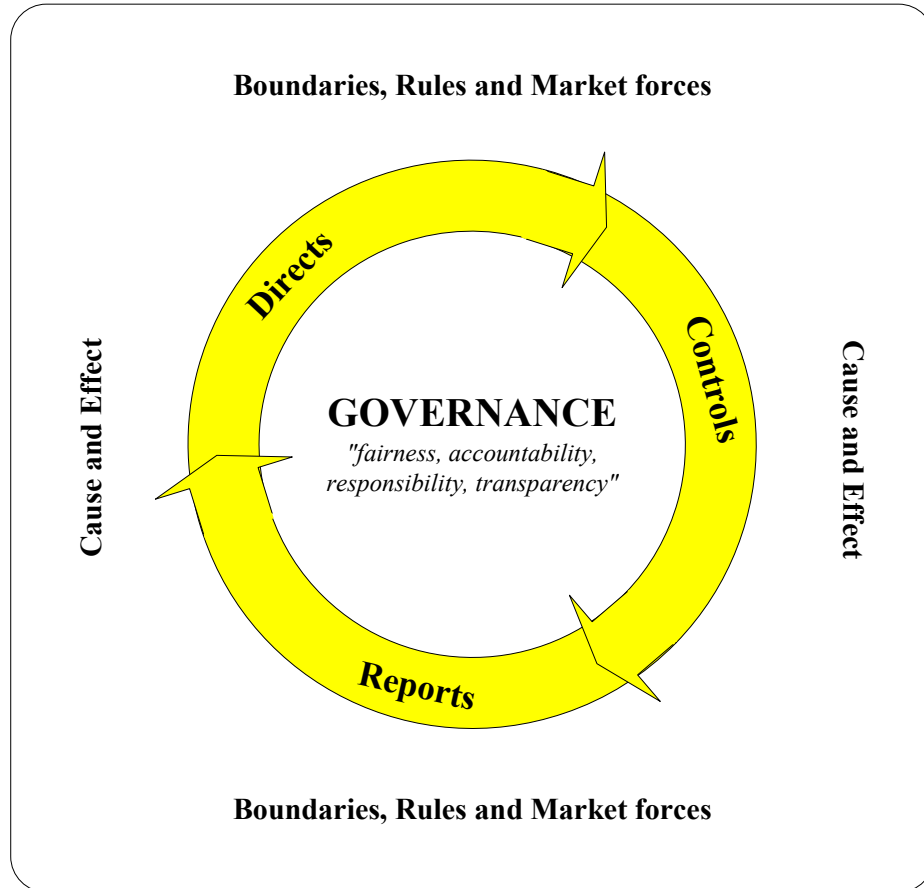 Boundaries, Rules and Market forces
Directs
Controls
Cause and Effect
GOVERNANCE
"fairness, accountability,
responsibility, transparency"
Cause and Effect
Reports
Boundaries, Rules and Market forces